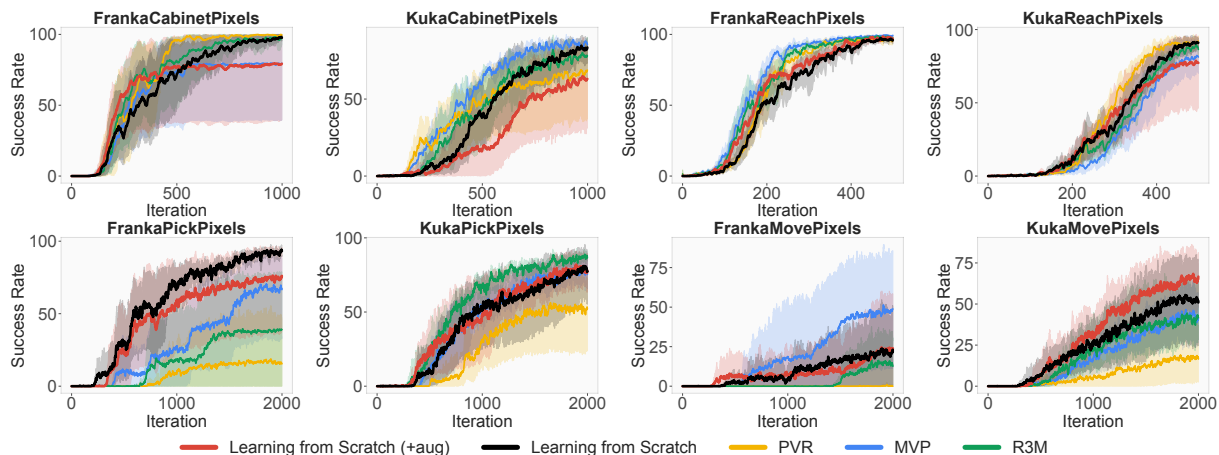 FrankaCabinetPixels
KukaCabinetPixels
FrankaReachPixels
KukaReachPixels
Success Rate
100
50
0
0
500
1000
Iteration
Success Rate
50
0
0
500
1000
Iteration
Success Rate
100
50
0
0
200
400
Iteration
Success Rate
100
50
0
0
200
400
Iteration
FrankaPickPixels
KukaPickPixels
FrankaMovePixels
KukaMovePixels
Success Rate
100
50
0
0
1000
2000
Iteration
Success Rate
100
50
0
0
1000
2000
Iteration
Success Rate
75
50
25
0
0
1000
2000
Iteration
Success Rate
75
50
25
0
0
1000
2000
Iteration
Learning from Scratch (+aug)
Learning from Scratch
PVR
MVP
R3M